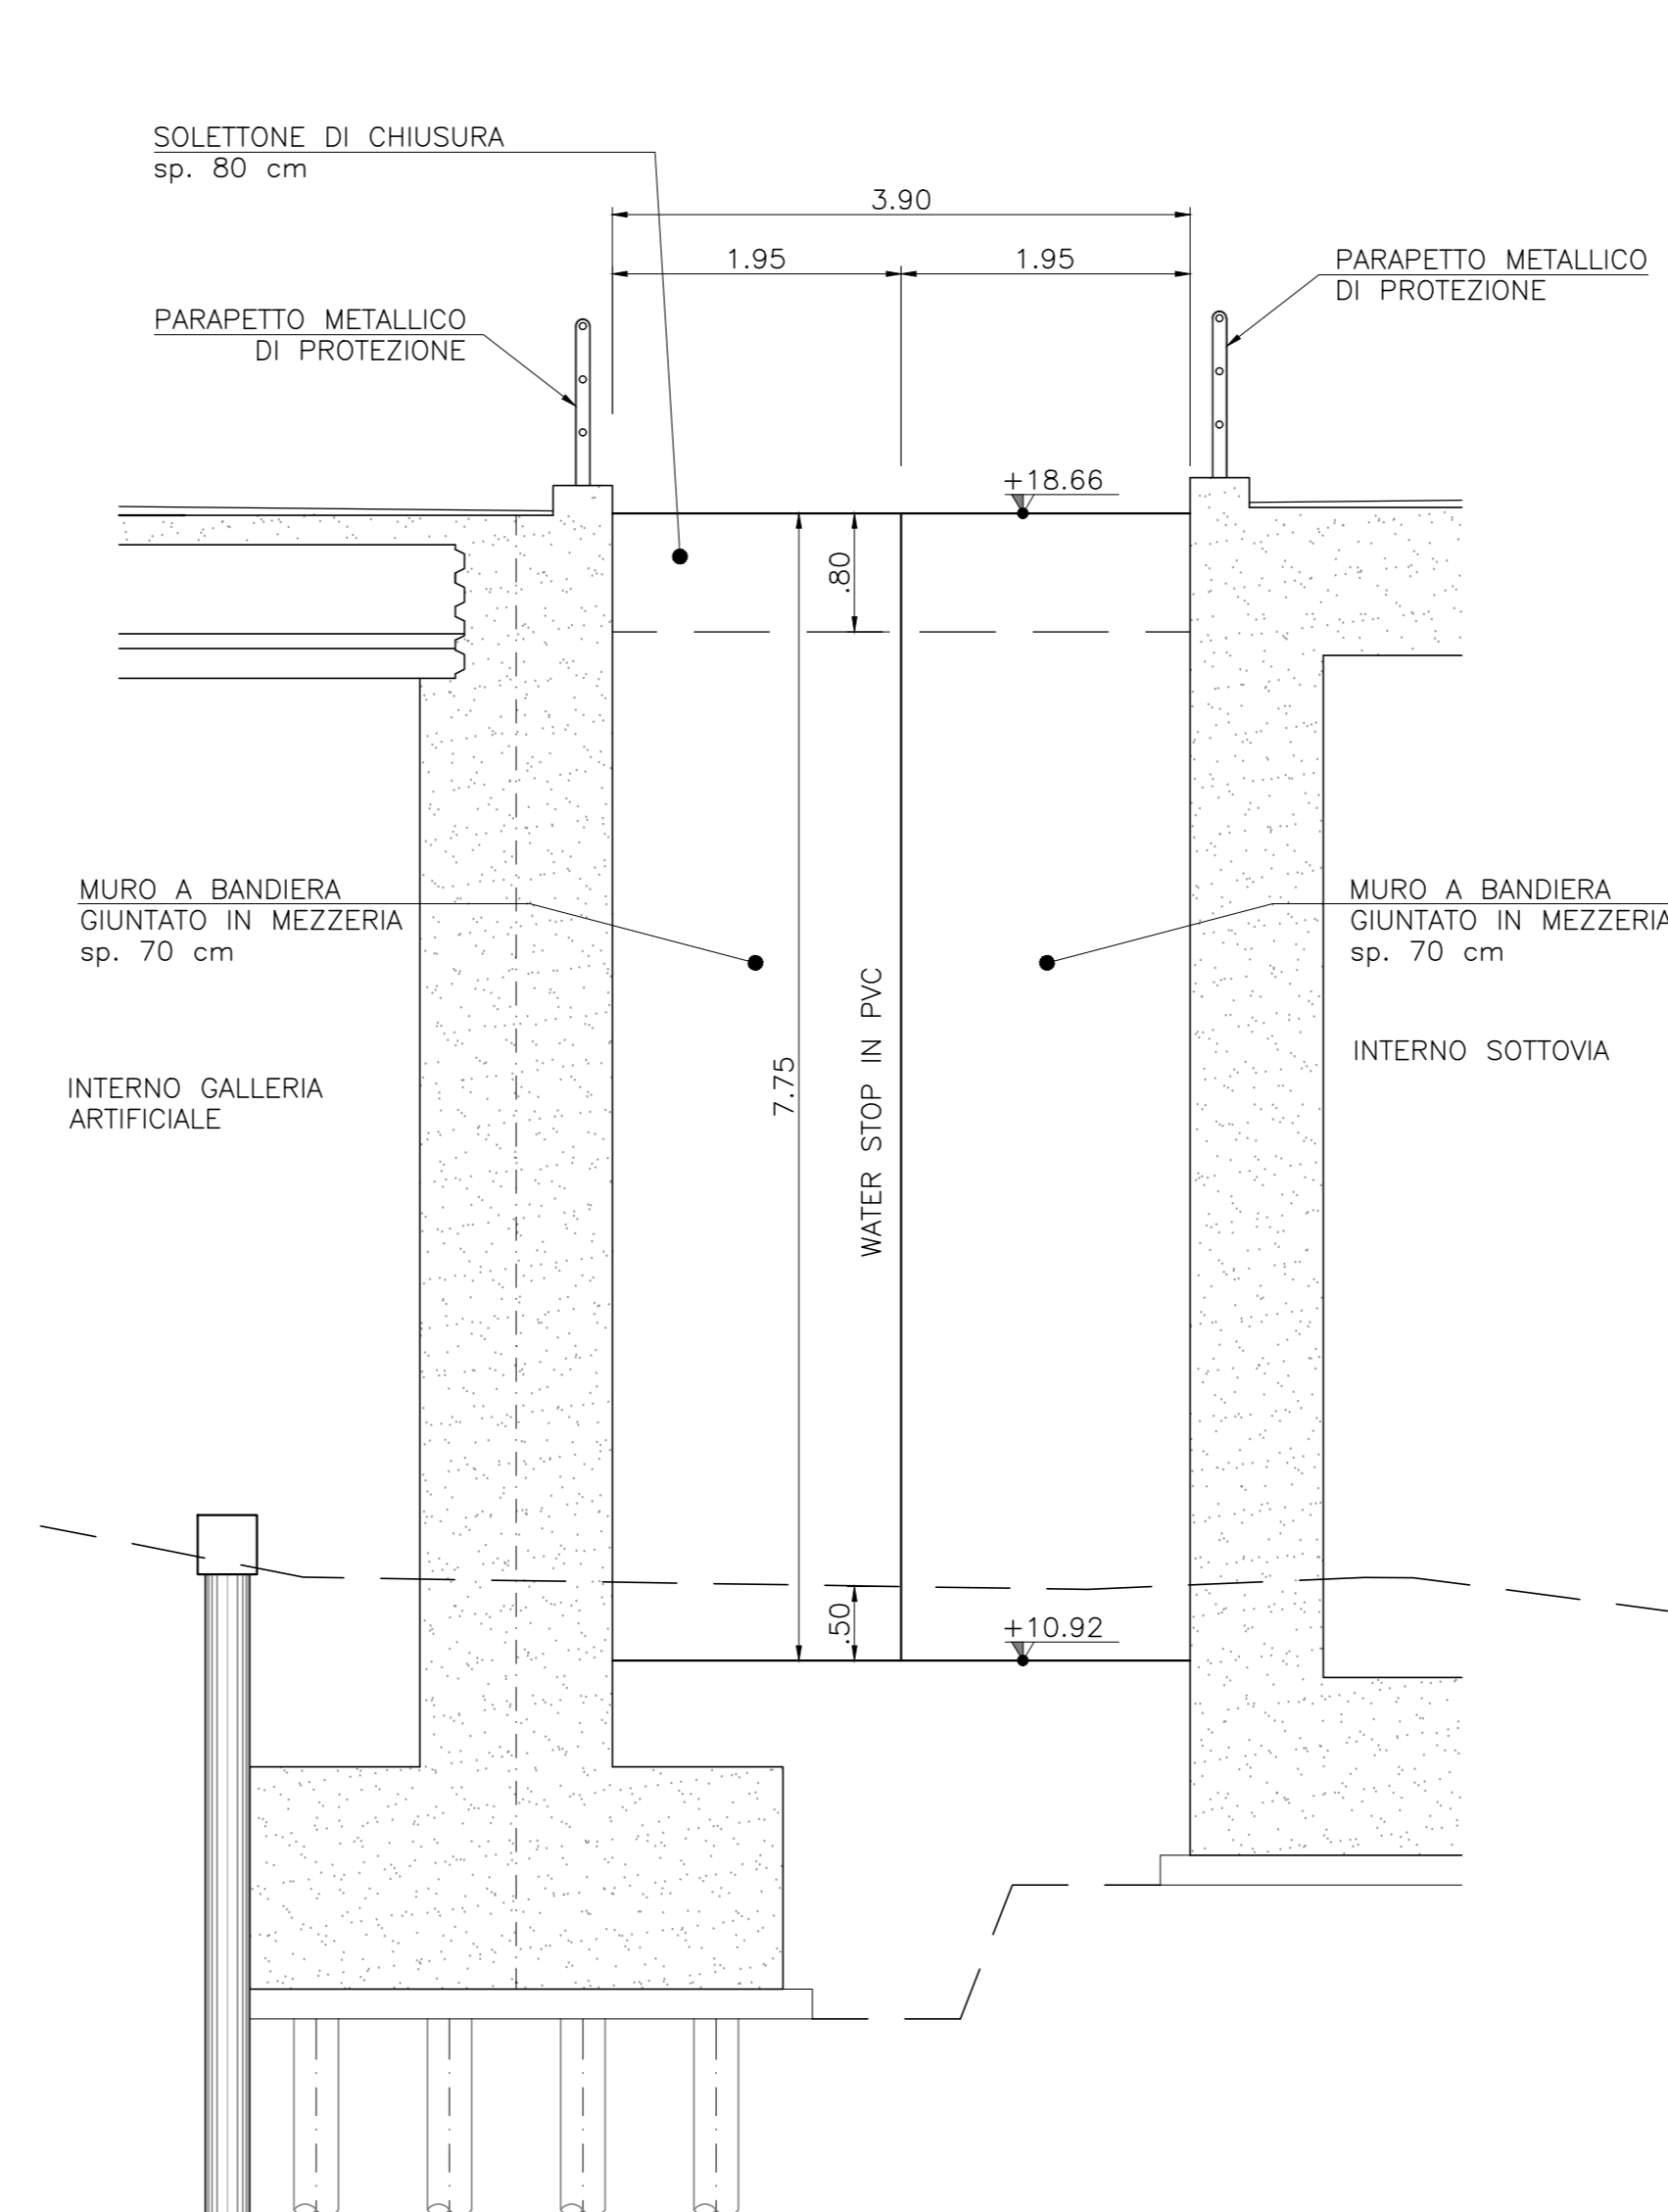 SOLETTONE DI CHIUSURA
sp. 80 cm
3.90
1.95
1.95
PARAPETTO METALLICO
DI PROTEZIONE
PARAPETTO METALLICO
DI PROTEZIONE
+18.66
.80
MURO A BANDIERA
GIUNTATO IN MEZZERIA
sp. 70 cm
MURO A BANDIERA
GIUNTATO IN MEZZERIA
sp. 70 cm
7.75
WATER STOP IN PVC
INTERNO SOTTOVIA
INTERNO GALLERIA
ARTIFICIALE
.50
+10.92